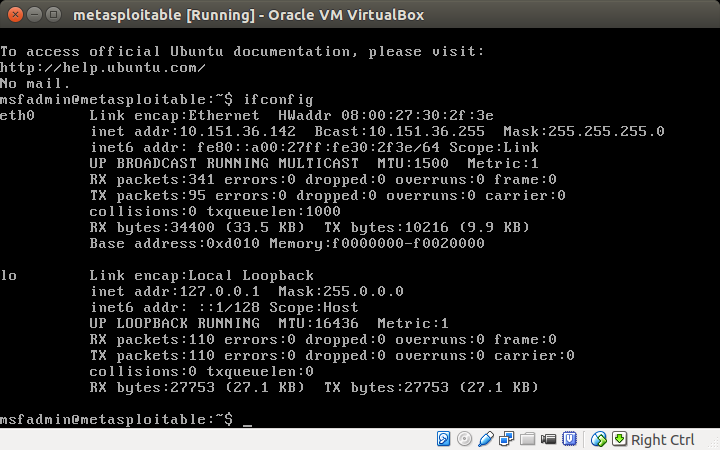 metasploitable [Running] - Oracle VM VirtualBox
To access official Ubuntu documentation, please visit:
http://help.ubuntu.com/
No mail.
msfadmin@metasploitable:~$ ifconfig
eth0      Link encap:Ethernet  HWaddr 08:00:27:30:2f:3e
          inet addr:10.151.36.142  Bcast:10.151.36.255  Mask:255.255.255.0
          inet6 addr: fe80::a00:27ff:fe30:2f3e/64 Scope:Link
          UP BROADCAST RUNNING MULTICAST  MTU:1500  Metric:1
          RX packets:341 errors:0 dropped:0 overruns:0 frame:0
          TX packets:95 errors:0 dropped:0 overruns:0 carrier:0
          collisions:0 txqueuelen:1000
          RX bytes:34400 (33.5 KB)  TX bytes:10216 (9.9 KB)
          Base address:0xd010 Memory:f0000000-f0020000
lo        Link encap:Local Loopback
          inet addr:127.0.0.1  Mask:255.0.0.0
          inet6 addr: ::1/128 Scope:Host
          UP LOOPBACK RUNNING  MTU:16436  Metric:1
          RX packets:110 errors:0 dropped:0 overruns:0 frame:0
          TX packets:110 errors:0 dropped:0 overruns:0 carrier:0
          collisions:0 txqueuelen:0
          RX bytes:27753 (27.1 KB)  TX bytes:27753 (27.1 KB)
msfadmin@metasploitable:~$ _
Right Ctrl